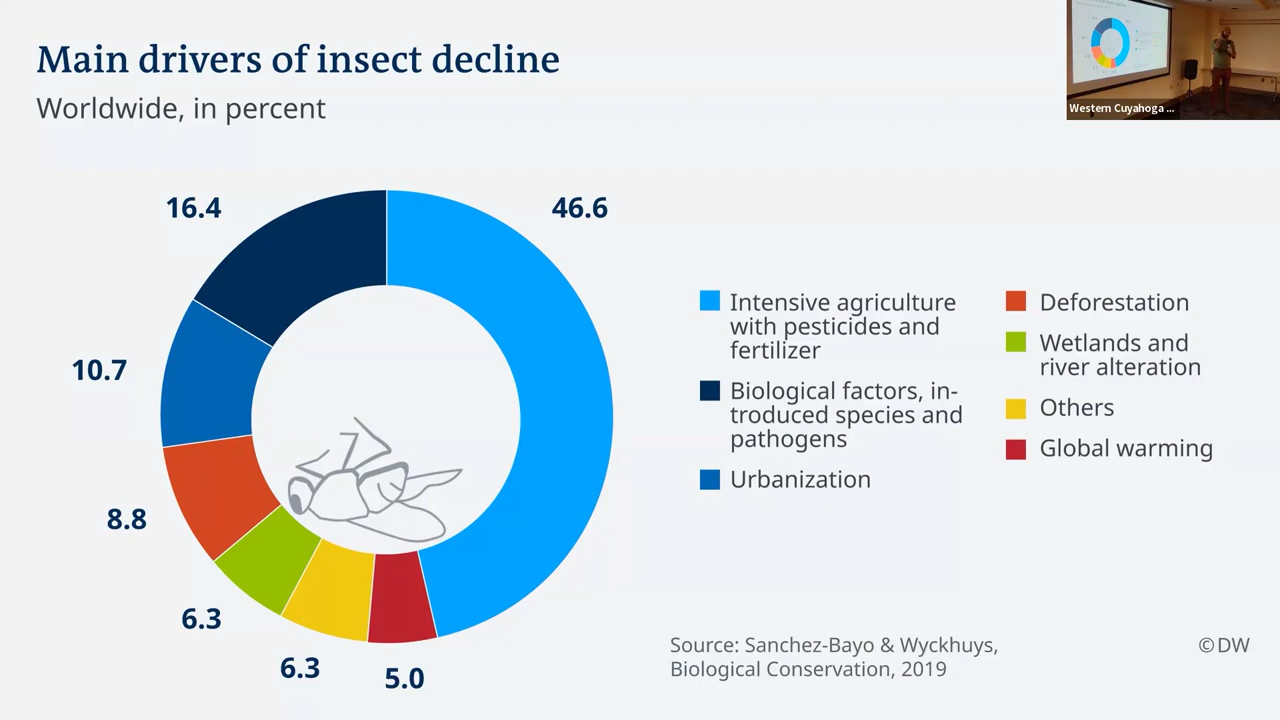 Main drivers of insect decline
Worldwide, in percent
Western Cuyahoga ...
16.4
46.6
10.7
8.8
6.3
6.3
5.0
Intensive agriculture
with pesticides and
fertilizer
Biological factors, in-
troduced species and
pathogens
Urbanization
Deforestation
Wetlands and
river alteration
Others
Global warming
Source: Sanchez-Bayo & Wyckhuys,
Biological Conservation, 2019
©DW